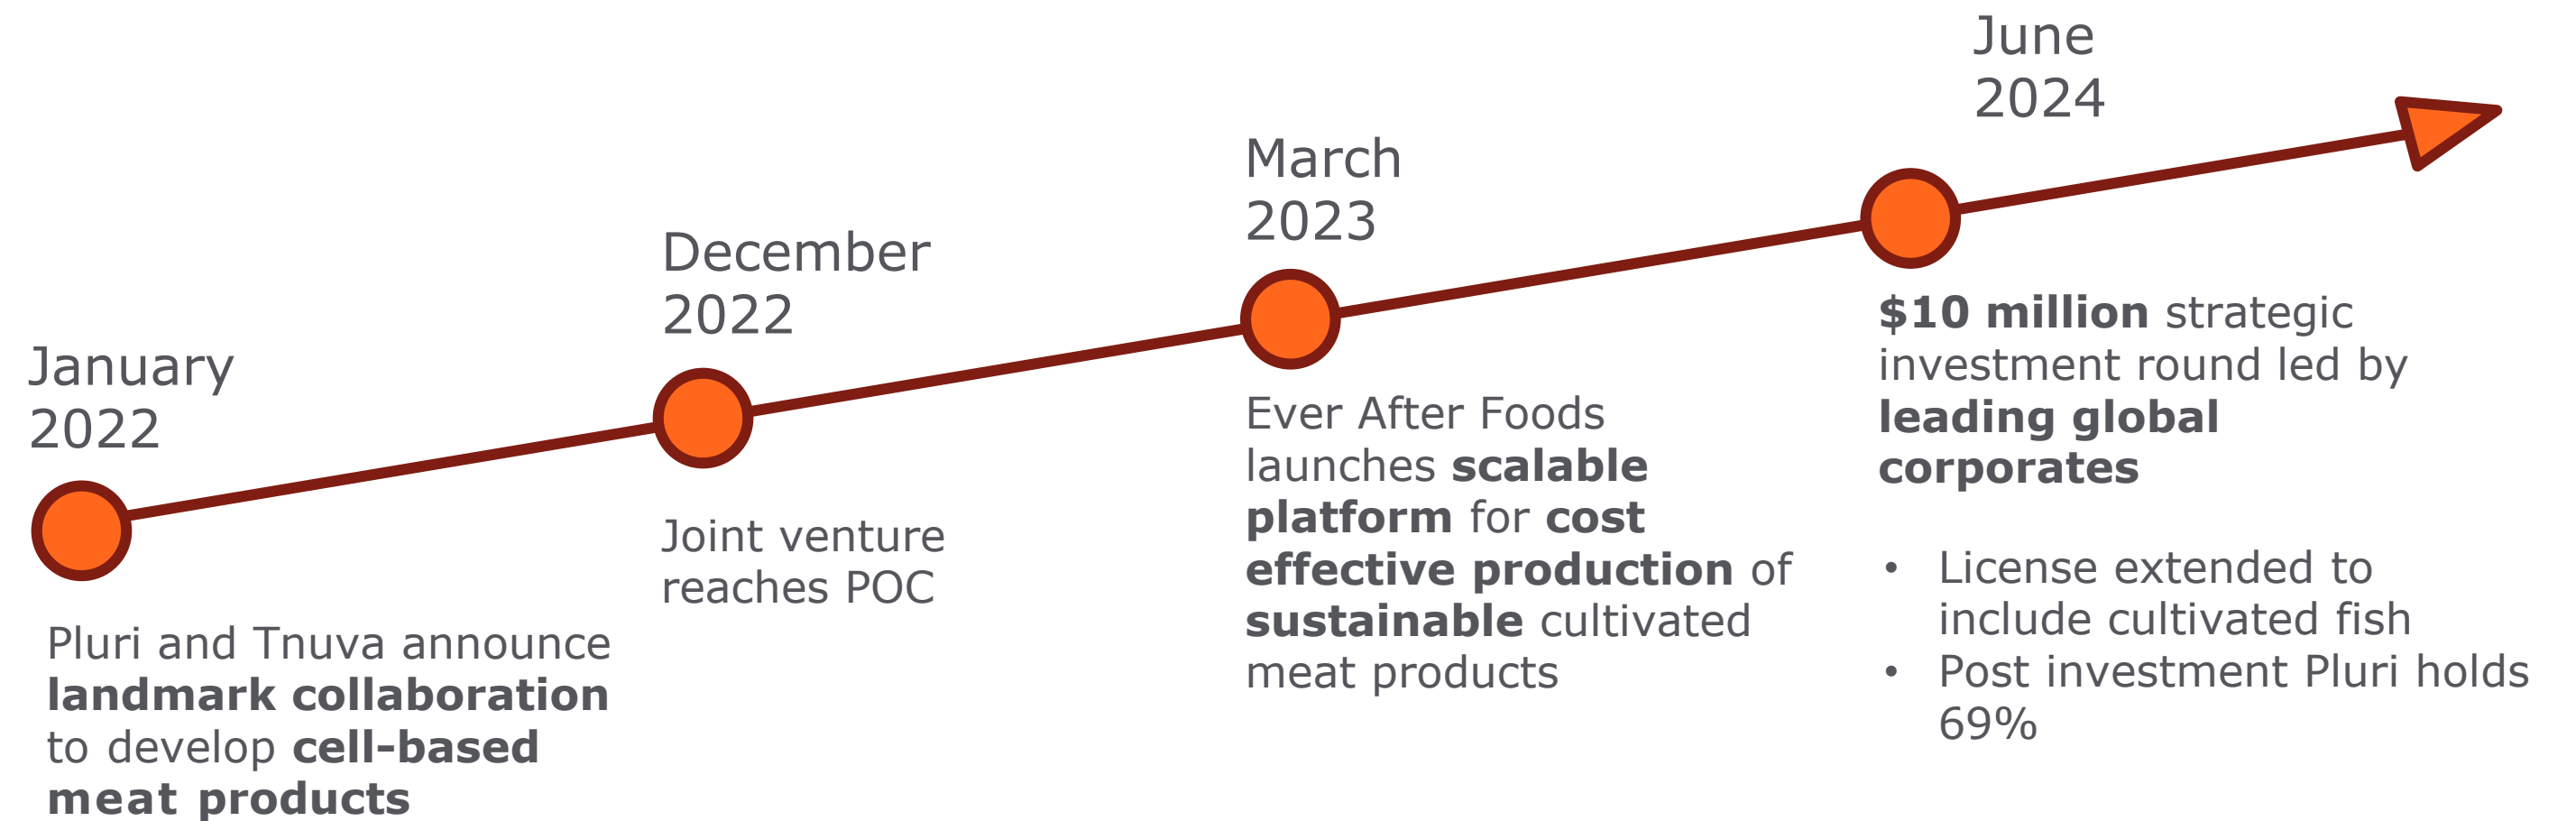 January
2022
Pluri and Tnuva announce
landmark collaboration
to develop cell-based
meat products
December
2022
Joint venture
reaches POC
March
2023
Ever After Foods
launches scalable
platform for cost
effective production of
sustainable cultivated
meat products
June
2024
$10 million strategic
investment round led by
leading global
corporates
• License extended to
include cultivated fish
• Post investment Pluri holds
69%